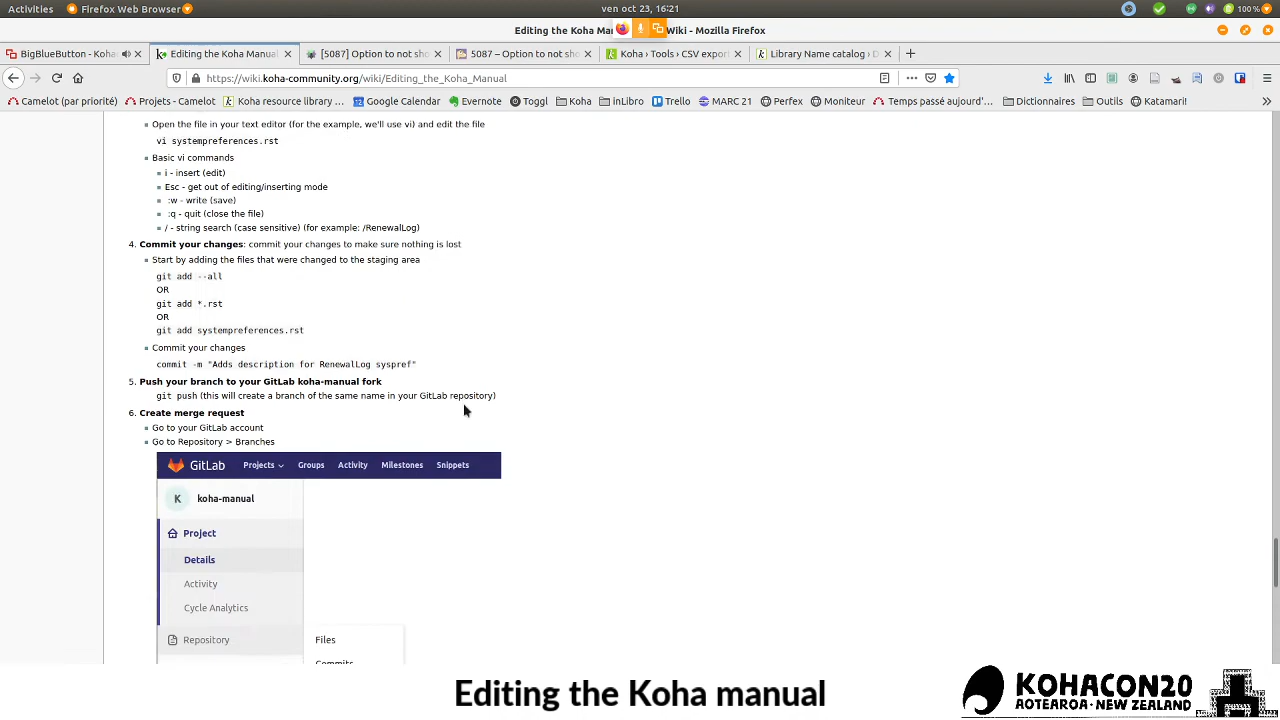 Activities
Firefox Web Browser
ven oct 23, 16:21
100 %
Editing the Koha Ma
Wiki - Mozilla Firefox
BigBlueButton - Koha
Editing the Koha Manual
[5087] Option to not sho
5087 – Option to not sho
Koha › Tools › CSV expor
Library Name catalog › D
https://wiki.koha-community.org/wiki/Editing_the_Koha_Manual
Camelot (par priorité)
Projets - Camelot
Koha resource library ...
Google Calendar
Evernote
Toggl
Koha
inLibro
Trello
MARC 21
Perfex
Moniteur
Temps passé aujourd'...
Dictionnaires
Outils
Katamari!
Open the file in your text editor (for the example, we'll use vi) and edit the file
vi systempreferences.rst
Basic vi commands
i - insert (edit)
Esc - get out of editing/inserting mode
:w - write (save)
:q - quit (close the file)
/ - string search (case sensitive) (for example: /RenewalLog)
4. Commit your changes: commit your changes to make sure nothing is lost
Start by adding the files that were changed to the staging area
git add --all
OR
git add *.rst
OR
git add systempreferences.rst
Commit your changes
commit -m "Adds description for RenewalLog syspref"
5. Push your branch to your GitLab koha-manual fork
git push (this will create a branch of the same name in your GitLab repository)
6. Create merge request
Go to your GitLab account
Go to Repository > Branches
GitLab
Projects
Groups
Activity
Milestones
Snippets
K
koha-manual
Project
Details
Activity
Cycle Analytics
Repository
Files
Commits
Editing the Koha manual
KOHACON20
AOTEAROA · NEW ZEALAND